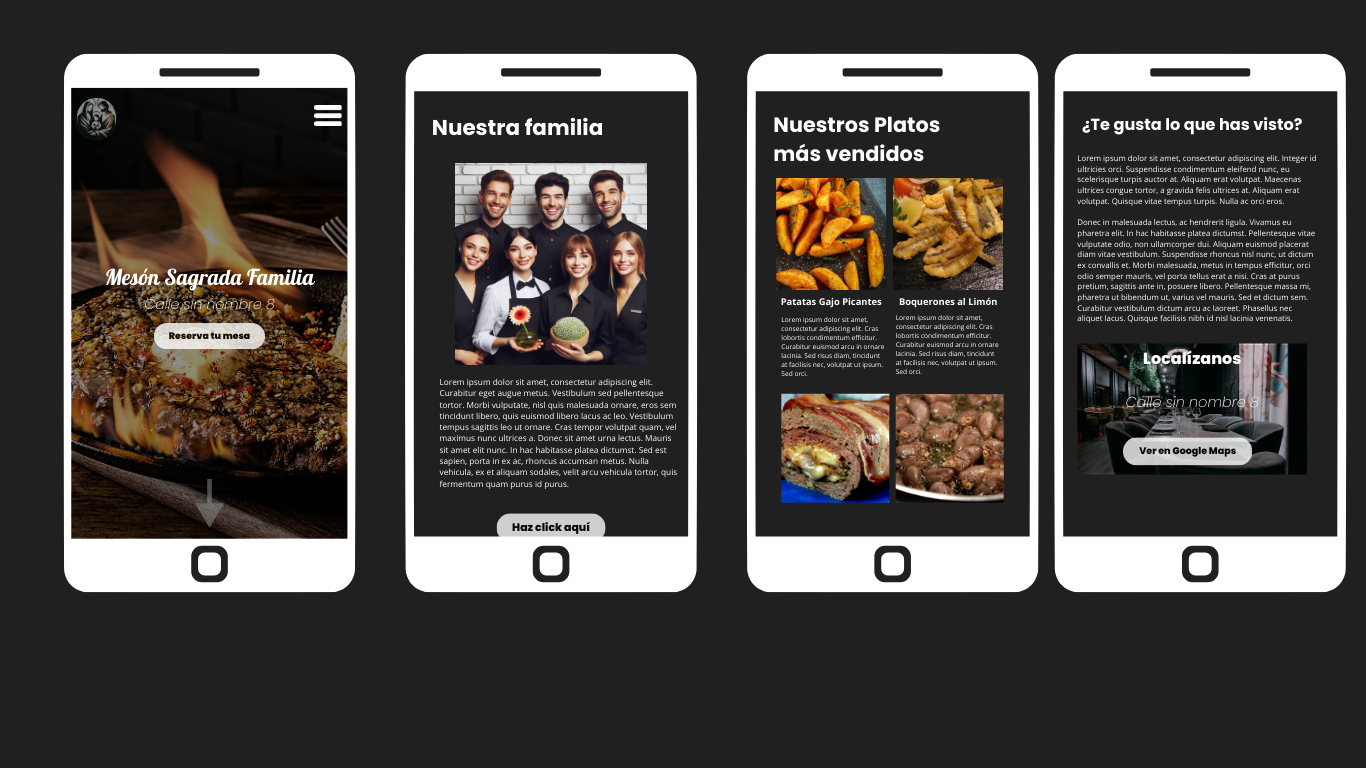 Mesón Sagrada Familia
Calle sin nombre 8
Reserva tu mesa
Nuestra familia
Lorem ipsum dolor sit amet, consectetur adipiscing elit.
Curabitur eget augue metus. Vestibulum sed pellentesque
tortor. Morbi vulputate, nisl quis malesuada ornare, eros sem
tincidunt libero, quis euismod libero lacus ac leo. Vestibulum
tempus sagittis leo ut ornare. Cras tempor volutpat quam, vel
maximus nunc ultrices a. Donec sit amet urna lectus. Mauris
sit amet elit nunc. In hac habitasse platea dictumst. Sed est
sapien, porta in ex ac, rhoncus accumsan metus. Nulla
vehicula, ex et aliquam sodales, velit arcu vehicula tortor, quis
fermentum quam purus id purus.
Haz click aquí
Nuestros Platos
más vendidos
Patatas Gajo Picantes
Lorem ipsum dolor sit amet,
consectetur adipiscing elit. Cras
lobortis condimentum efficitur.
Curabitur euismod arcu in ornare
lacinia. Sed risus diam, tincidunt
at facilisis nec, volutpat ut ipsum.
Sed orci.
Boquerones al Limón
Lorem ipsum dolor sit amet,
consectetur adipiscing elit. Cras
lobortis condimentum efficitur.
Curabitur euismod arcu in ornare
lacinia. Sed risus diam, tincidunt
at facilisis nec, volutpat ut ipsum.
Sed orci.
¿Te gusta lo que has visto?
Lorem ipsum dolor sit amet, consectetur adipiscing elit. Integer id
ultricies orci. Suspendisse condimentum eleifend nunc, eu
scelerisque turpis auctor at. Aliquam erat volutpat. Maecenas
ultrices congue tortor, a gravida felis ultrices at. Aliquam erat
volutpat. Quisque vitae tempus turpis. Nulla ac orci eros.
Donec in malesuada lectus, ac hendrerit ligula. Vivamus eu
pharetra elit. In hac habitasse platea dictumst. Pellentesque vitae
vulputate odio, non ullamcorper dui. Aliquam euismod placerat
diam vitae vestibulum. Suspendisse rhoncus nisl nunc, ut dictum
ex convallis et. Morbi malesuada, metus in tempus efficitur, orci
odio semper mauris, vel porta tellus erat a nisi. Cras at purus
pretium, sagittis ante in, posuere libero. Pellentesque massa mi,
pharetra ut bibendum ut, varius vel mauris. Sed et dictum sem.
Curabitur vestibulum dictum arcu ac laoreet. Phasellus nec
aliquet lacus. Quisque facilisis nibh id nisl lacinia venenatis.
Localízanos
Calle sin nombre 8
Ver en Google Maps